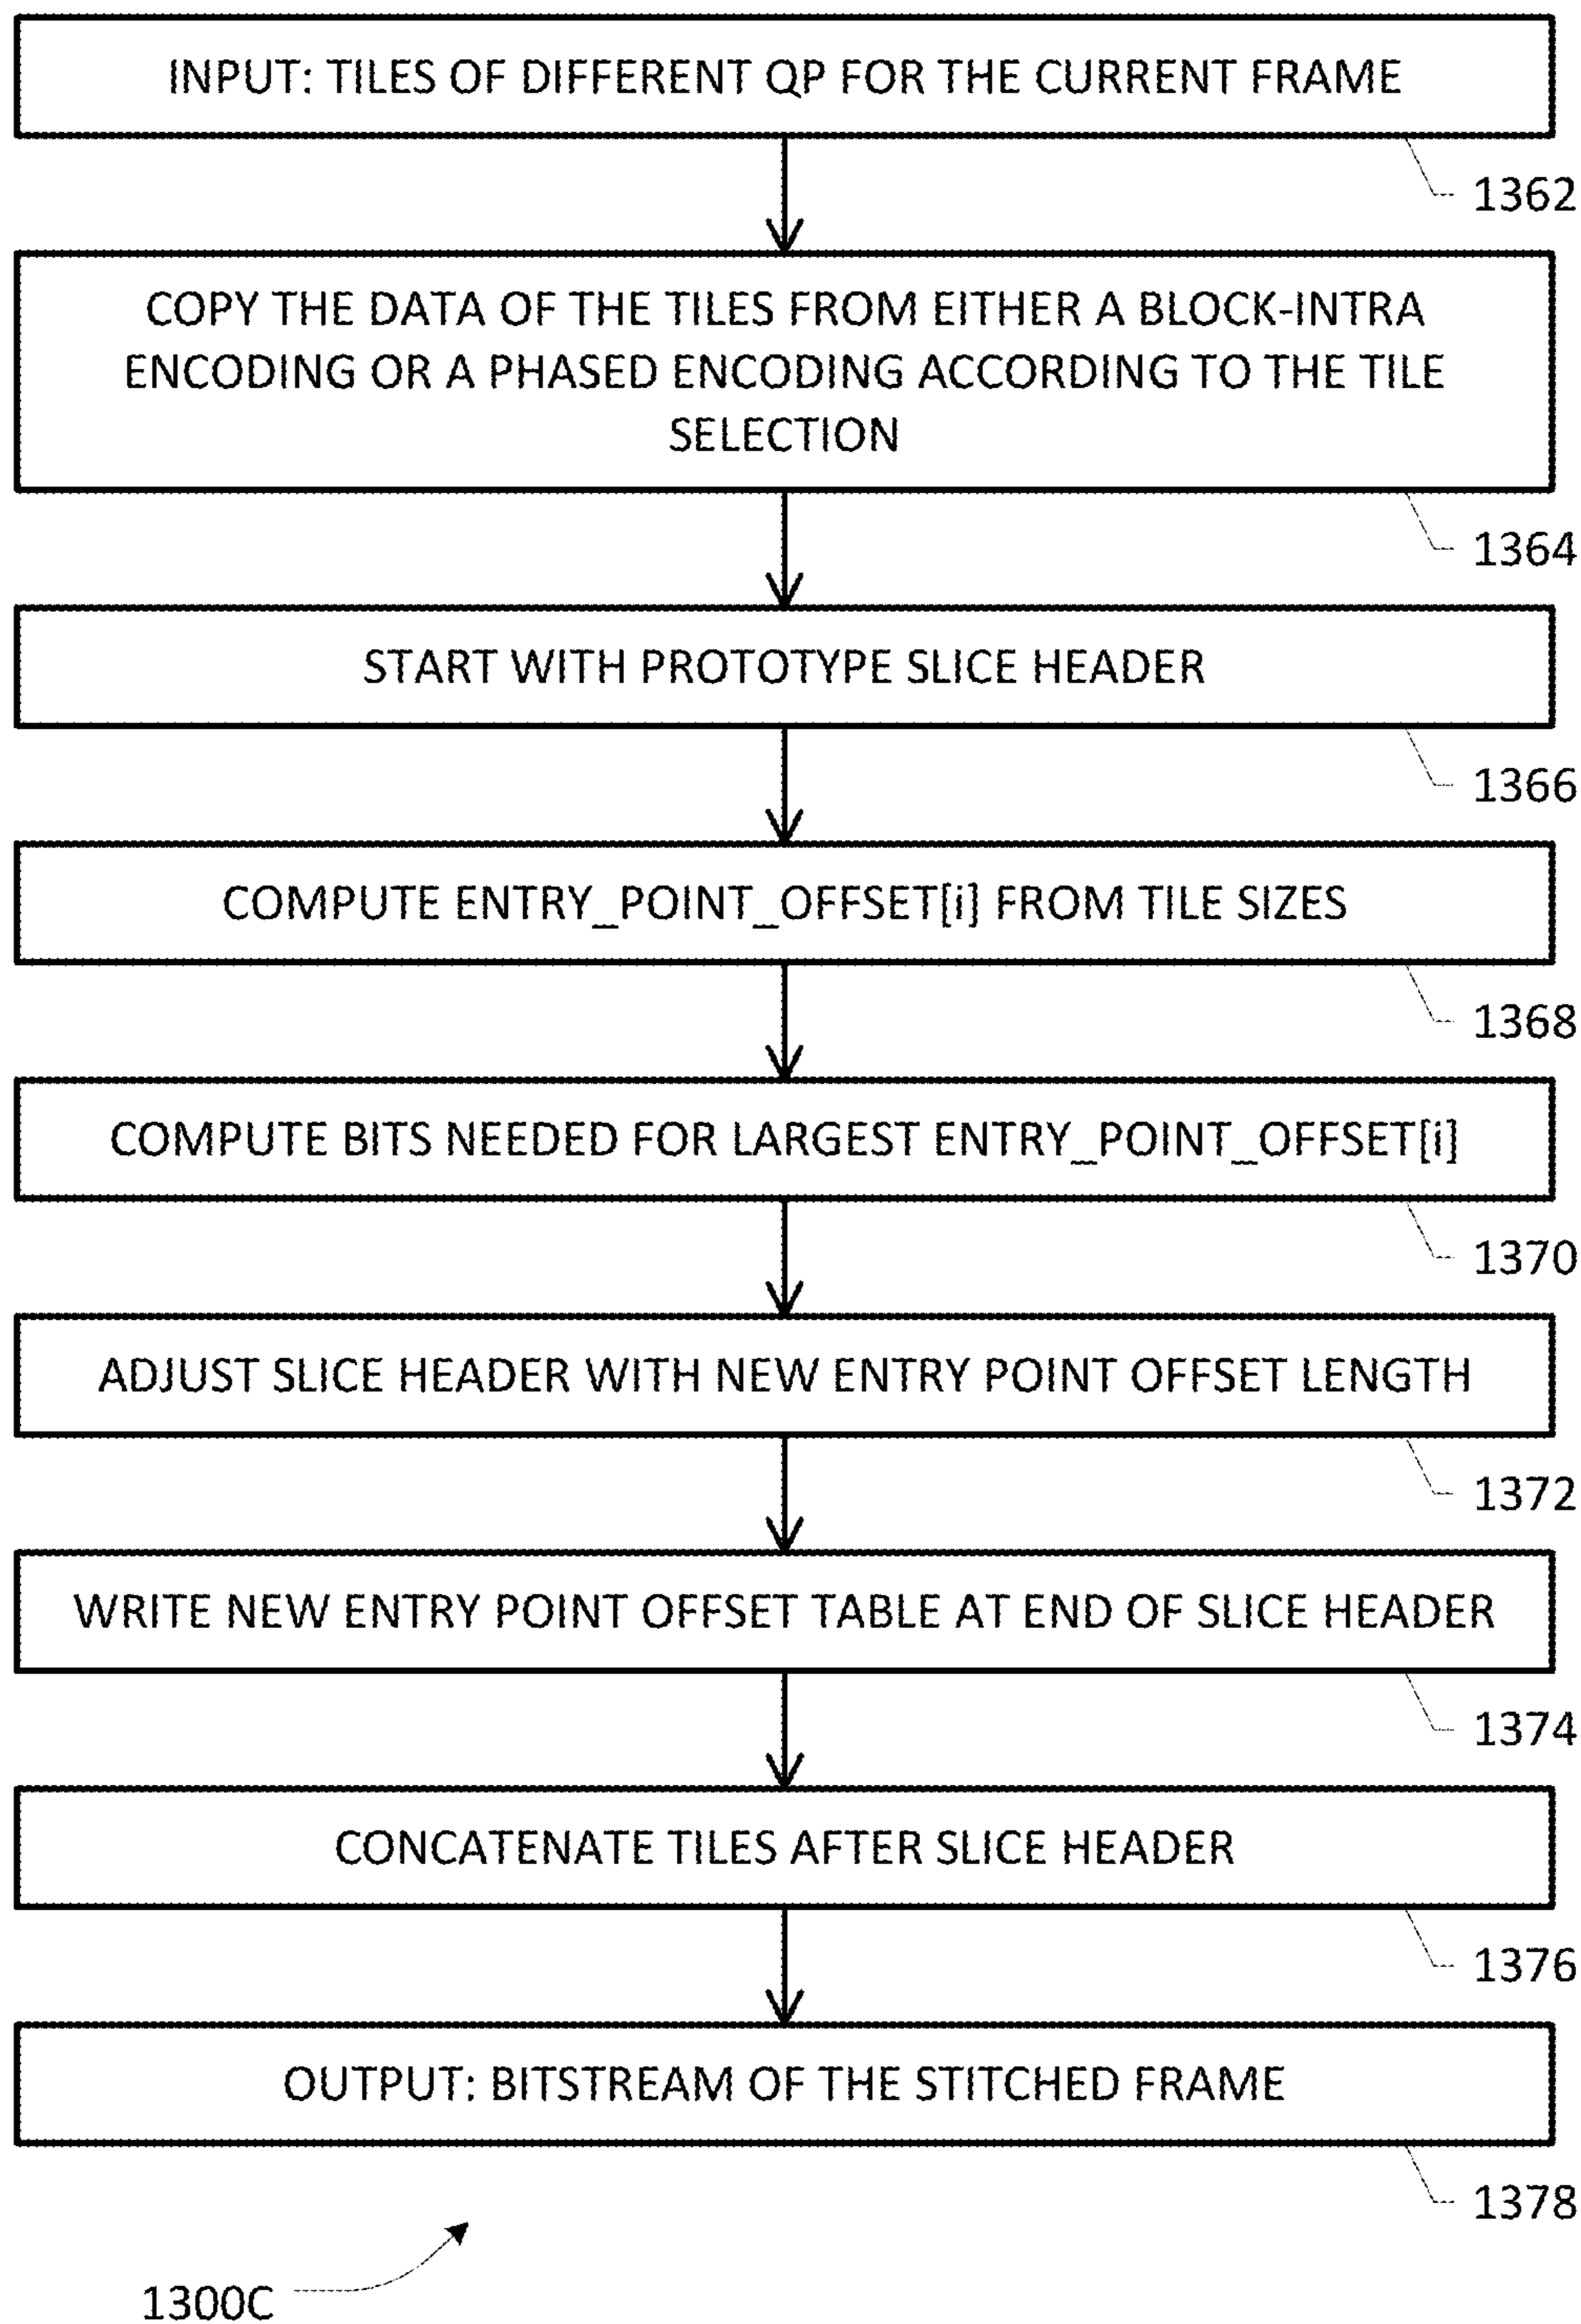 INPUT: TILES OF DIFFERENT QP FOR THE CURRENT FRAME
1362
COPY THE DATA OF THE TILES FROM EITHER A BLOCK-INTRA
ENCODING OR A PHASED ENCODING ACCORDING TO THE TILE
SELECTION
1364
START WITH PROTOTYPE SLICE HEADER
1366
COMPUTE ENTRY_POINT_OFFSET[i] FROM TILE SIZES
1368
COMPUTE BITS NEEDED FOR LARGEST ENTRY_POINT_OFFSET[i]
1370
ADJUST SLICE HEADER WITH NEW ENTRY POINT OFFSET LENGTH
1372
WRITE NEW ENTRY POINT OFFSET TABLE AT END OF SLICE HEADER
1374
CONCATENATE TILES AFTER SLICE HEADER
1376
OUTPUT: BITSTREAM OF THE STITCHED FRAME
1378
1300C